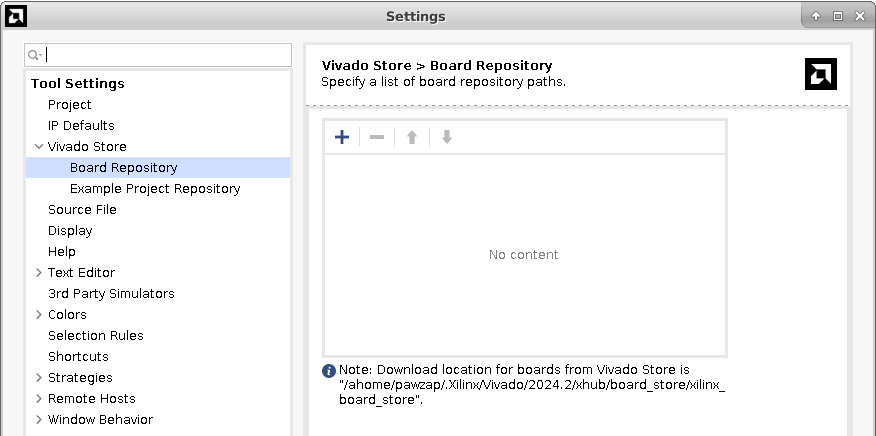 Settings
Tool Settings
Project
IP Defaults
Vivado Store
Board Repository
Example Project Repository
Source File
Display
Help
Text Editor
3rd Party Simulators
Colors
Selection Rules
Shortcuts
Strategies
Remote Hosts
Window Behavior
Vivado Store > Board Repository
Specify a list of board repository paths.
No content
Note: Download location for boards from Vivado Store is
"/ahome/pawzap/.Xilinx/Vivado/2024.2/xhub/board_store/xilinx_
board_store".